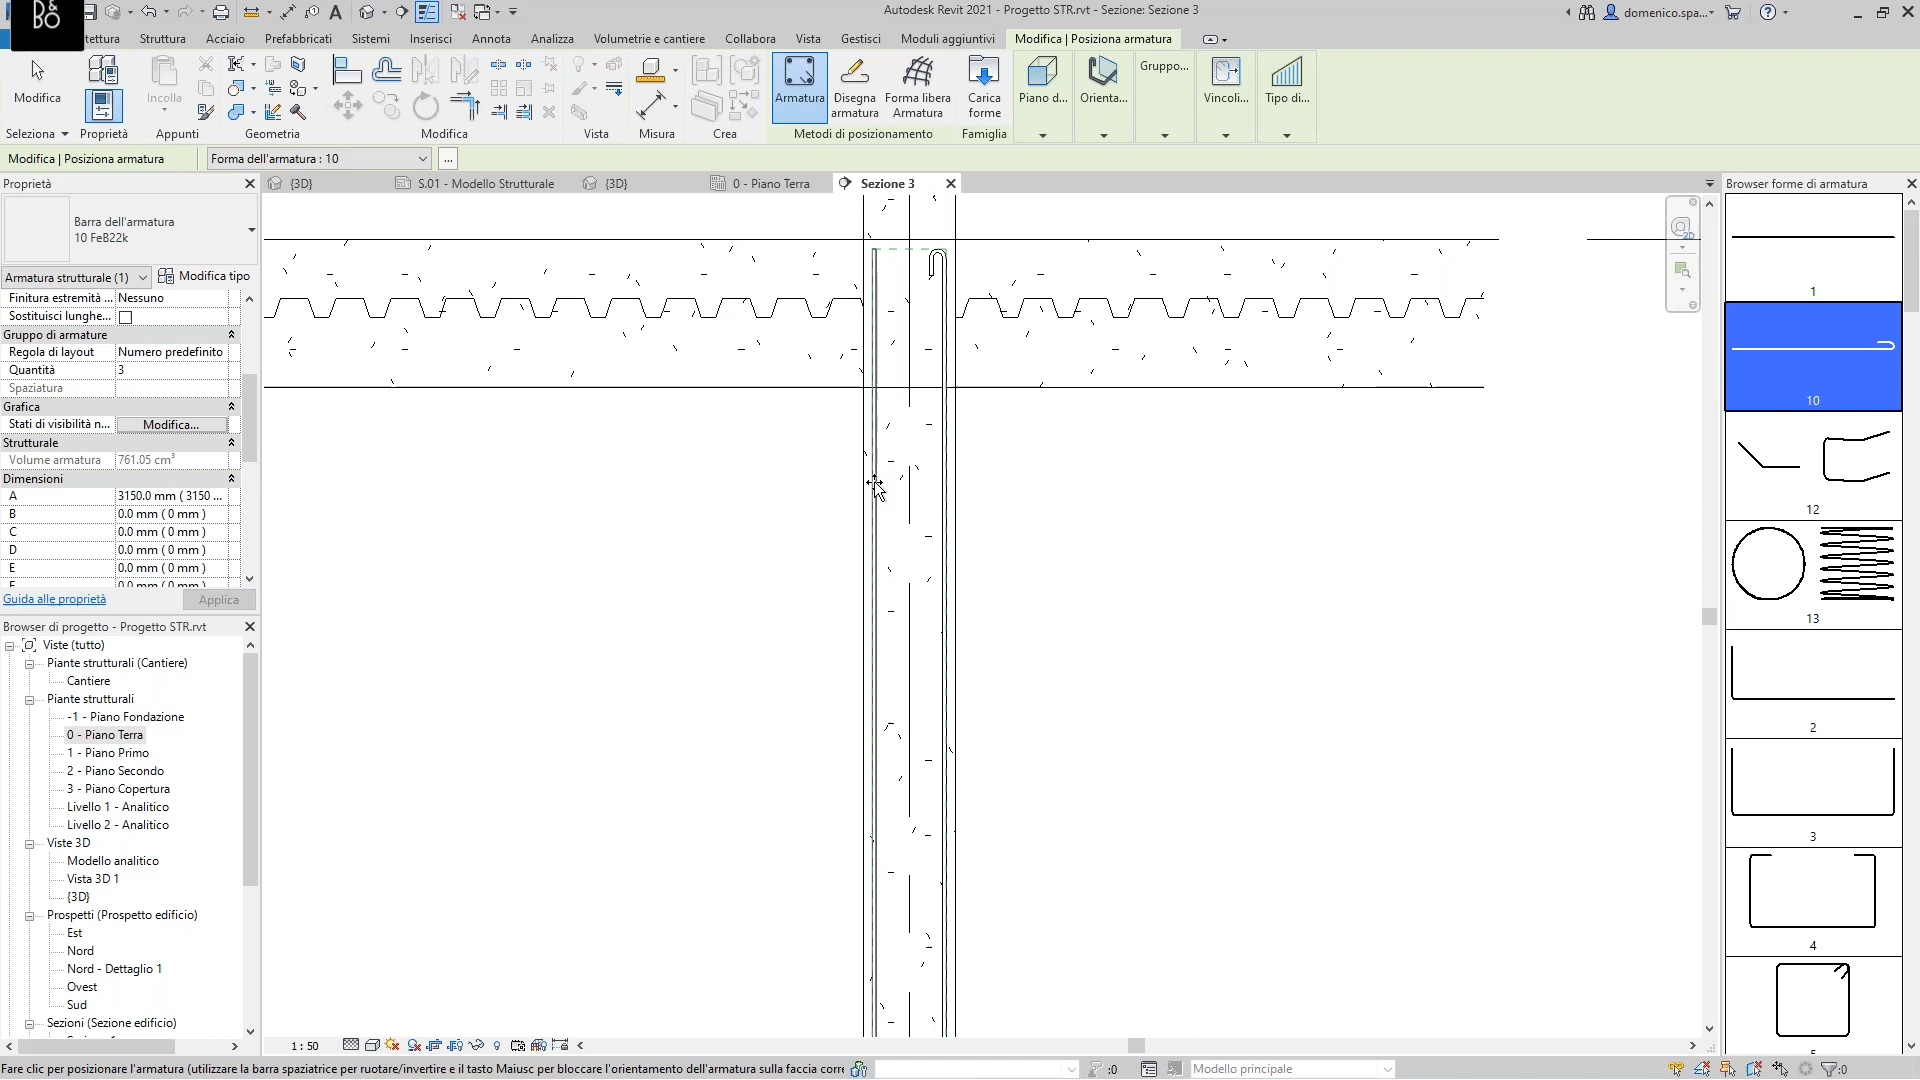 B&
BO
Autodesk Revit 2021 - Progetto STR.rvt - Sezione: Sezione 3
domenico.spa...
tettura
Struttura
Acciaio
Prefabbricati
Sistemi
Inserisci
Annota
Analizza
Volumetrie e cantiere
Collabora
Vista
Gestisci
Moduli aggiuntivi
Modifica | Posiziona armatura
Modifica
Incolla
Armatura
Disegna armatura
Forma libera Armatura
Carica forme
Piano d...
Orienta...
Gruppo...
Vincoli...
Tipo di...
Seleziona
Proprietà
Appunti
Geometria
Modifica
Vista
Misura
Crea
Metodi di posizionamento
Famiglia
Modifica | Posiziona armatura
Forma dell'armatura : 10
...
Proprietà
{3D}
S.01 - Modello Strutturale
{3D}
0 - Piano Terra
Sezione 3
Browser forme di armatura
Barra dell'armatura
10 FeB22k
Armatura strutturale (1)
Modifica tipo
Finitura estremità ... Nessuno
Sostituisci lunghe...
Gruppo di armature
Regola di layout Numero predefinito
Quantità 3
Spaziatura
Grafica
Stati di visibilità n... Modifica...
Strutturale
Volume armatura 761.05 cm³
Dimensioni
A 3150.0 mm ( 3150 ...
B 0.0 mm ( 0 mm )
C 0.0 mm ( 0 mm )
D 0.0 mm ( 0 mm )
E 0.0 mm ( 0 mm )
Guida alle proprietà
Applica
Browser di progetto - Progetto STR.rvt
Viste (tutto)
Piante strutturali (Cantiere)
Cantiere
Piante strutturali
-1 - Piano Fondazione
0 - Piano Terra
1 - Piano Primo
2 - Piano Secondo
3 - Piano Copertura
Livello 1 - Analitico
Livello 2 - Analitico
Viste 3D
Modello analitico
Vista 3D 1
{3D}
Prospetti (Prospetto edificio)
Est
Nord
Nord - Dettaglio 1
Ovest
Sud
Sezioni (Sezione edificio)
2D
1
10
12
13
2
3
4
1 : 50
Fare clic per posizionare l'armatura (utilizzare la barra spaziatrice per ruotare/invertire e il tasto Maiusc per bloccare l'orientamento dell'armatura sulla faccia corre
:0
Modello principale
:0